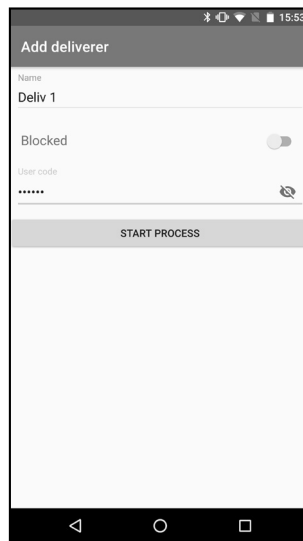 15:53
Add deliverer
Name
Deliv 1
Blocked
User code
••••••
START PROCESS